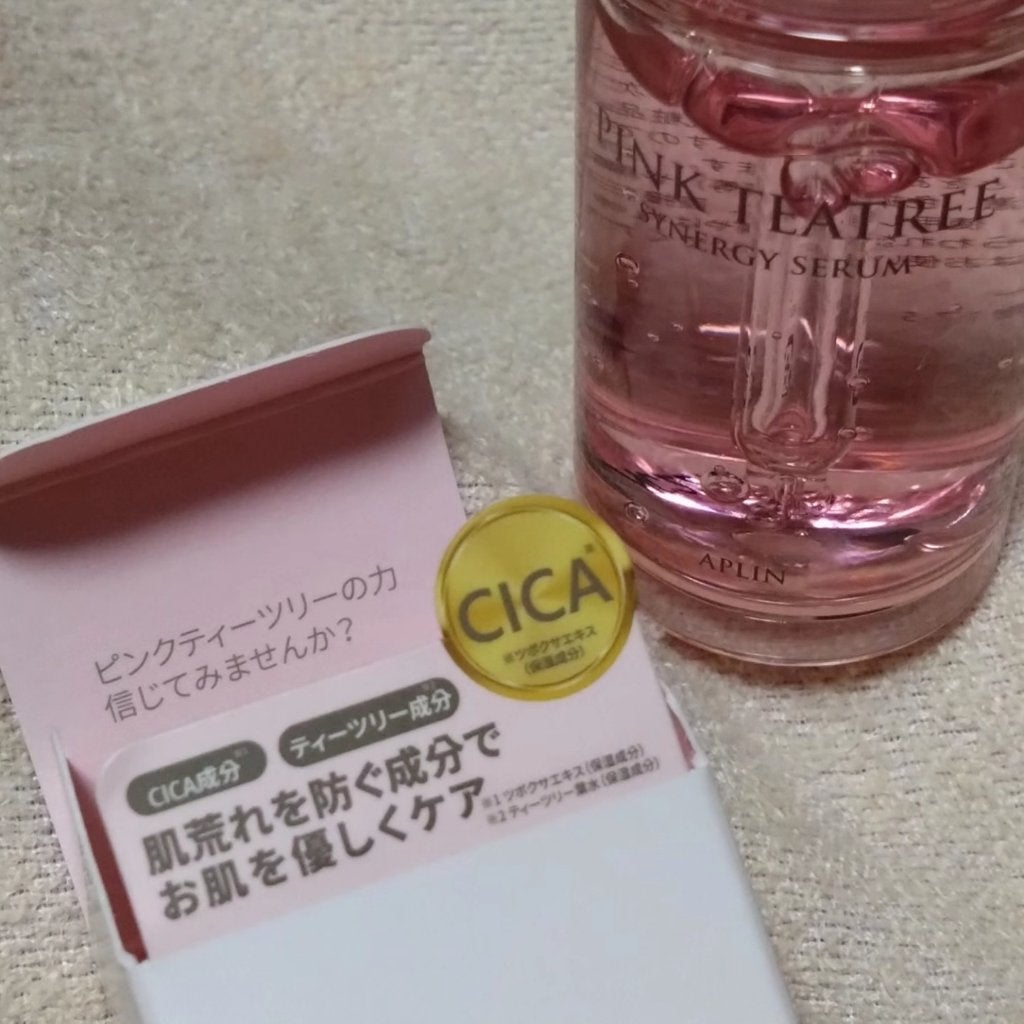 PINK TEATREE
SYNERGY SERUM
APLIN
ピンクティーツリーの力
信じてみませんか?
CICA※
※ツボクサエキス
(保湿成分)
CICA成分※1
ティーツリー成分※2
肌荒れを防ぐ成分で
お肌を優しくケア
※1 ツボクサエキス(保湿成分)
※2 ティーツリー葉水(保湿成分)